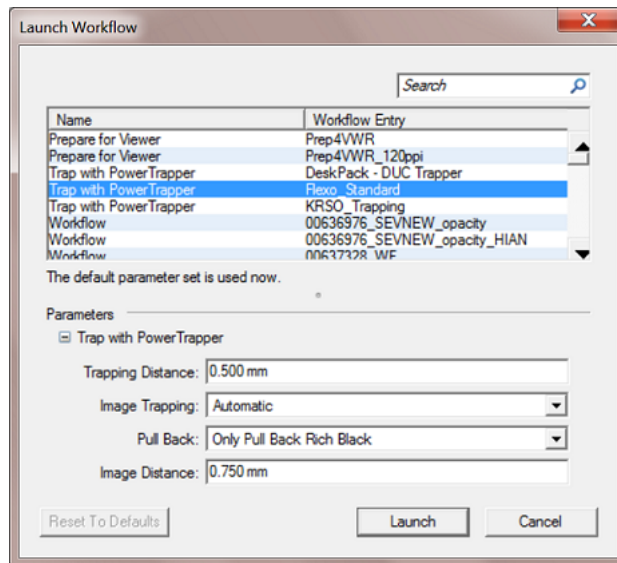 Launch Workflow
Search
Name Workflow Entry
Prepare for Viewer Prep4VWR
Prepare for Viewer Prep4VWR_120ppi
Trap with PowerTrapper DeskPack - DUC Trapper
Trap with PowerTrapper Flexo_Standard
Trap with PowerTrapper KRSO_Trapping
Workflow 00636976_SEVNEW_opacity
Workflow 00636976_SEVNEW_opacity_HIAN
Workflow 00637328_WF
The default parameter set is used now.
Parameters
Trap with PowerTrapper
Trapping Distance: 0.500 mm
Image Trapping: Automatic
Pull Back: Only Pull Back Rich Black
Image Distance: 0.750 mm
Reset To Defaults Launch Cancel